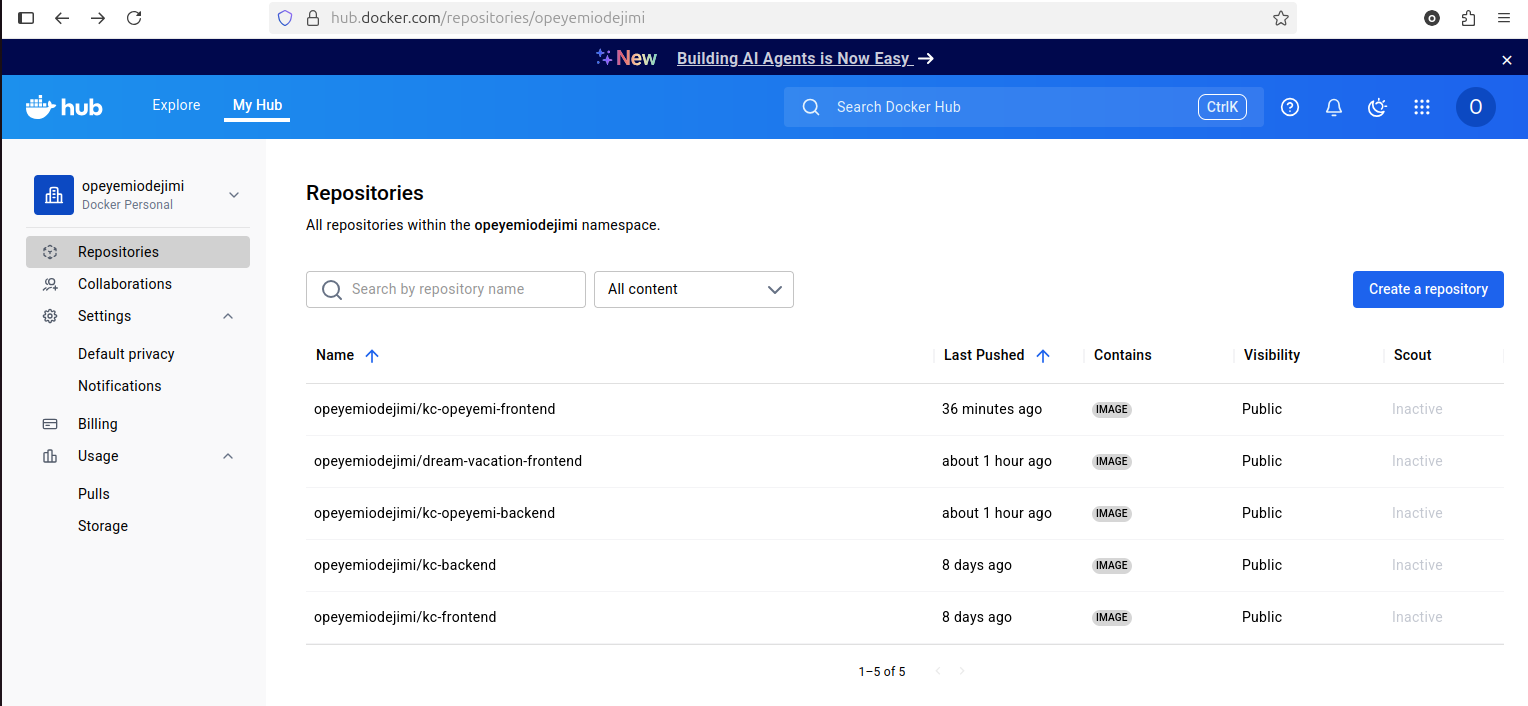 hub.docker.com/repositories/opeyemiodejimi
New Building AI Agents is Now Easy →
hub Explore My Hub Search Docker Hub CtrlK O
opeyemiodejimi
Docker Personal
Repositories
Collaborations
Settings
Default privacy
Notifications
Billing
Usage
Pulls
Storage
Repositories
All repositories within the opeyemiodejimi namespace.
Search by repository name All content Create a repository
Name Last Pushed Contains Visibility Scout
opeyemiodejimi/kc-opeyemi-frontend 36 minutes ago IMAGE Public Inactive
opeyemiodejimi/dream-vacation-frontend about 1 hour ago IMAGE Public Inactive
opeyemiodejimi/kc-opeyemi-backend about 1 hour ago IMAGE Public Inactive
opeyemiodejimi/kc-backend 8 days ago IMAGE Public Inactive
opeyemiodejimi/kc-frontend 8 days ago IMAGE Public Inactive
1–5 of 5